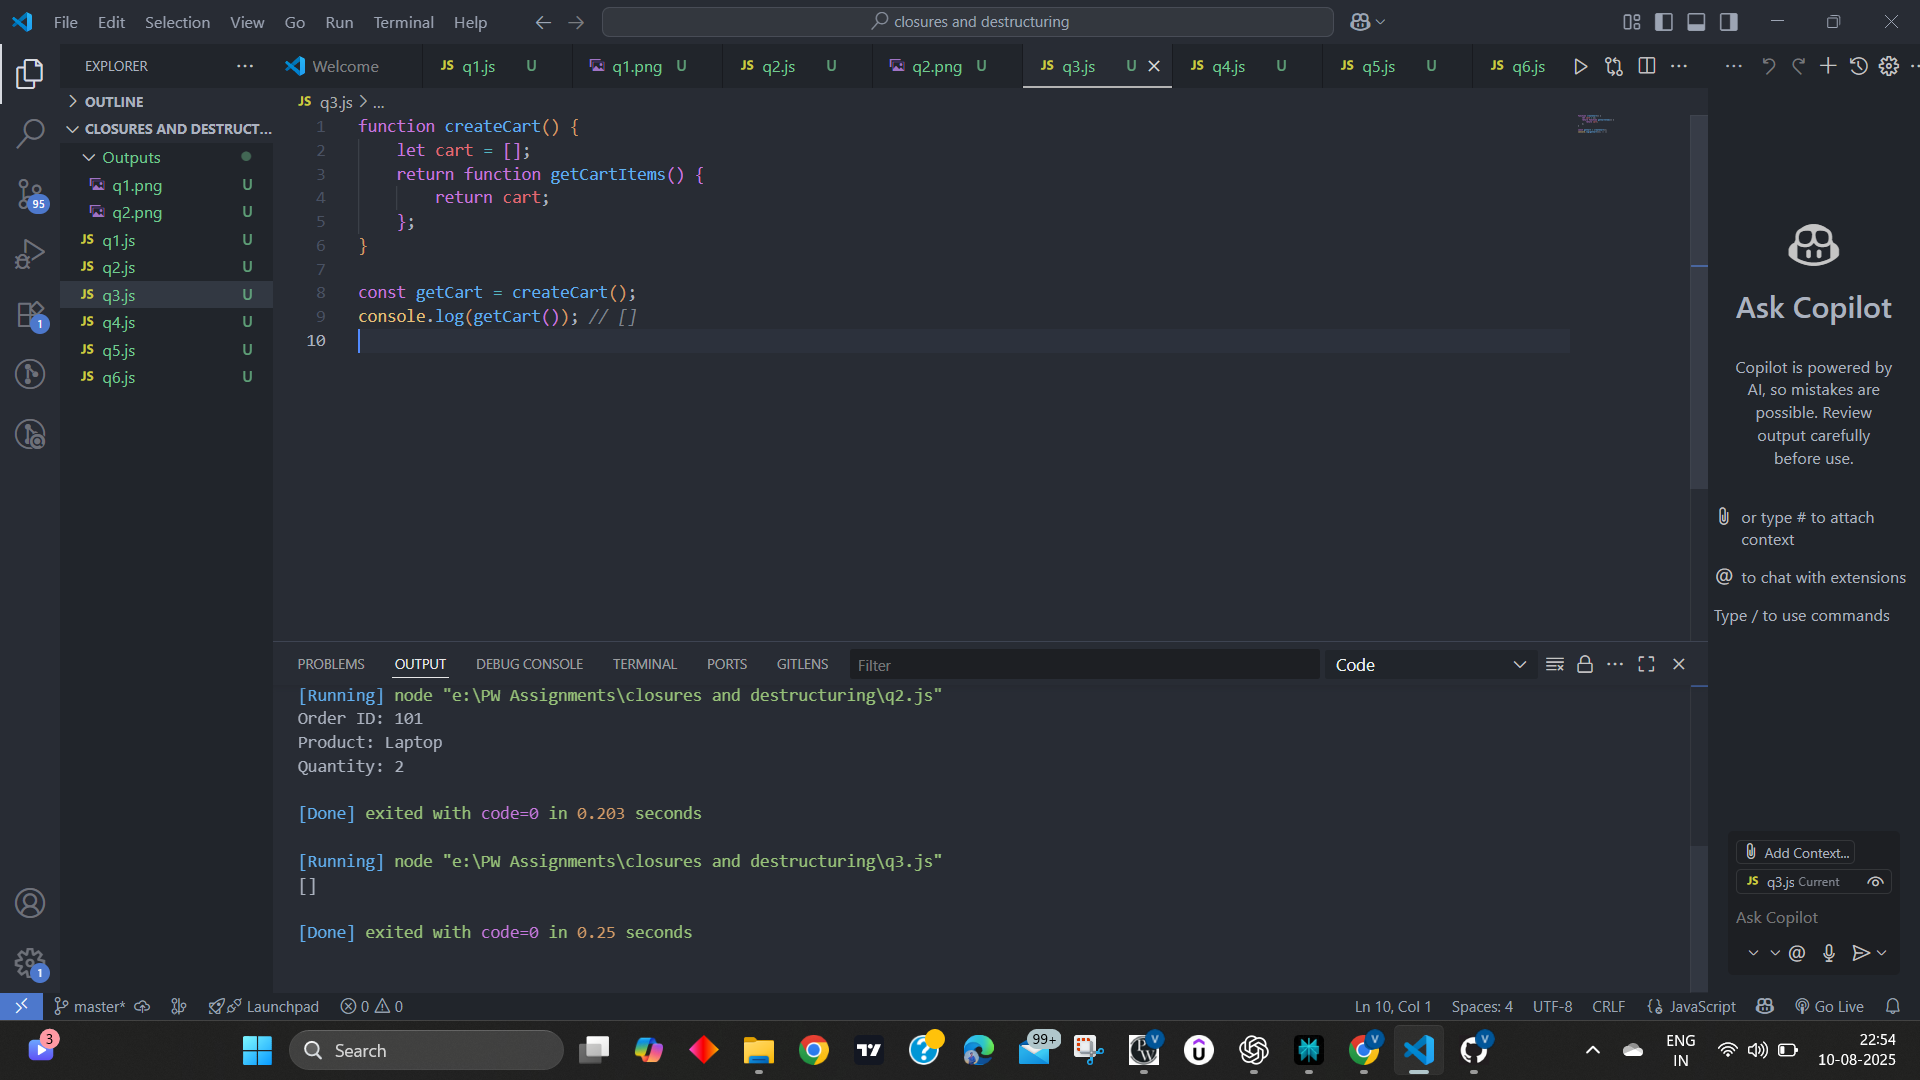 File Edit Selection View Go Run Terminal Help
closures and destructuring
EXPLORER
Welcome
JS q1.js U
q1.png U
JS q2.js U
q2.png U
JS q3.js U
JS q4.js U
JS q5.js U
JS q6.js
OUTLINE
CLOSURES AND DESTRUCT...
Outputs
q1.png U
q2.png U
JS q1.js U
JS q2.js U
JS q3.js U
JS q4.js U
JS q5.js U
JS q6.js U
95
1
1
JS q3.js > ...
1 function createCart() {
2 let cart = [];
3 return function getCartItems() {
4 return cart;
5 };
6 }
7
8 const getCart = createCart();
9 console.log(getCart()); // []
10
PROBLEMS OUTPUT DEBUG CONSOLE TERMINAL PORTS GITLENS
Filter
Code
[Running] node "e:\PW Assignments\closures and destructuring\q2.js"
Order ID: 101
Product: Laptop
Quantity: 2
[Done] exited with code=0 in 0.203 seconds
[Running] node "e:\PW Assignments\closures and destructuring\q3.js"
[]
[Done] exited with code=0 in 0.25 seconds
Ask Copilot
Copilot is powered by
AI, so mistakes are
possible. Review
output carefully
before use.
or type # to attach
context
@ to chat with extensions
Type / to use commands
Add Context...
JS q3.js Current
Ask Copilot
@
master*
Launchpad
0 0
Ln 10, Col 1
Spaces: 4
UTF-8
CRLF
{} JavaScript
Go Live
3
Search
99+
V
V
V
ENG
IN
22:54
10-08-2025